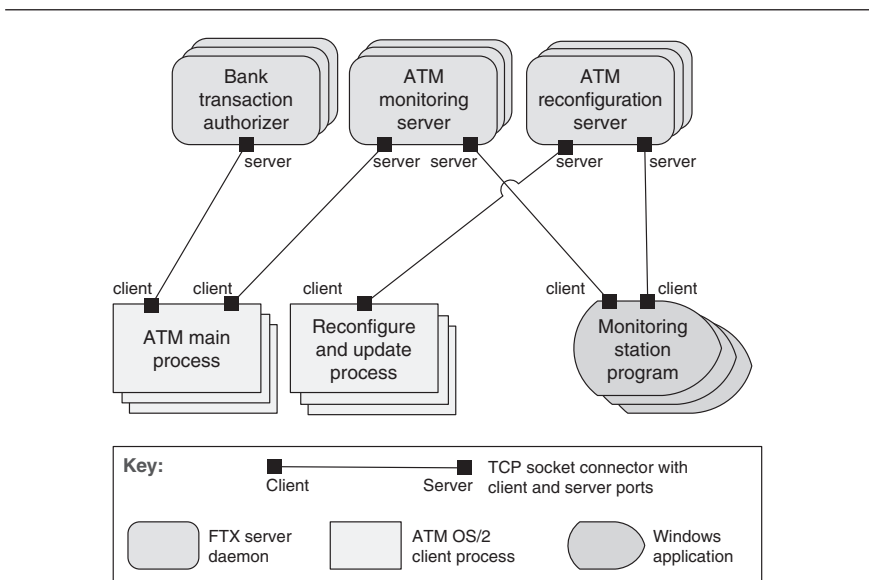 Bank
transaction
authorizer
ATM
monitoring
server
ATM
reconfiguration
server
server
server
server
server
server
client
client
client
client
client
ATM main
process
Reconfigure
and update
process
Monitoring
station
program
Key:
Client
Server
TCP socket connector with
client and server ports
FTX server
daemon
ATM OS/2
client process
Windows
application